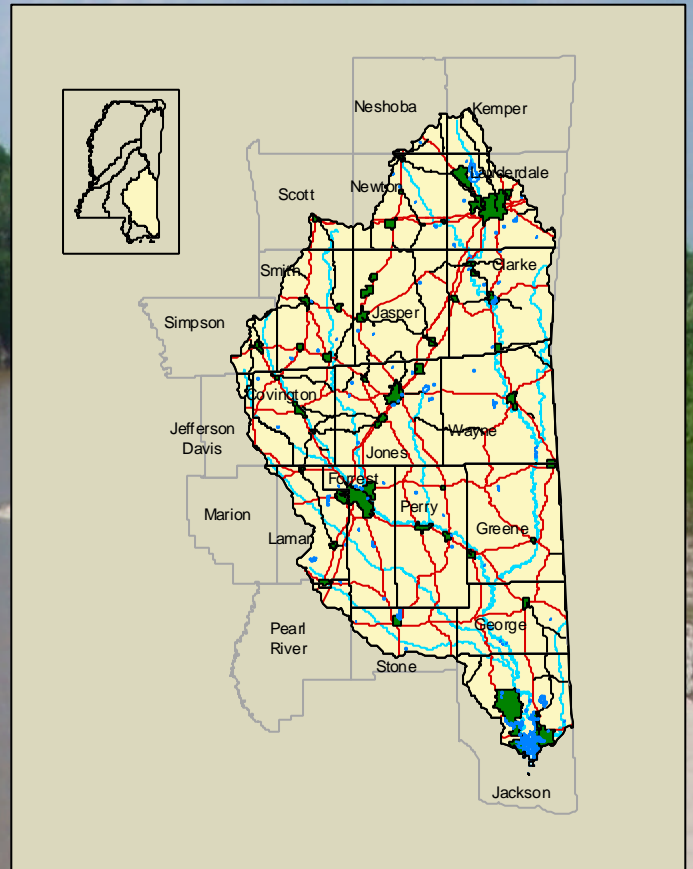 Neshoba
Kemper
Lauderdale
Newton
Scott
Clarke
Smith
Jasper
Simpson
Covington
Jefferson
Davis
Wayne
Jones
Forrest
Perry
Marion
Greene
Lamar
George
Pearl
River
Stone
Jackson